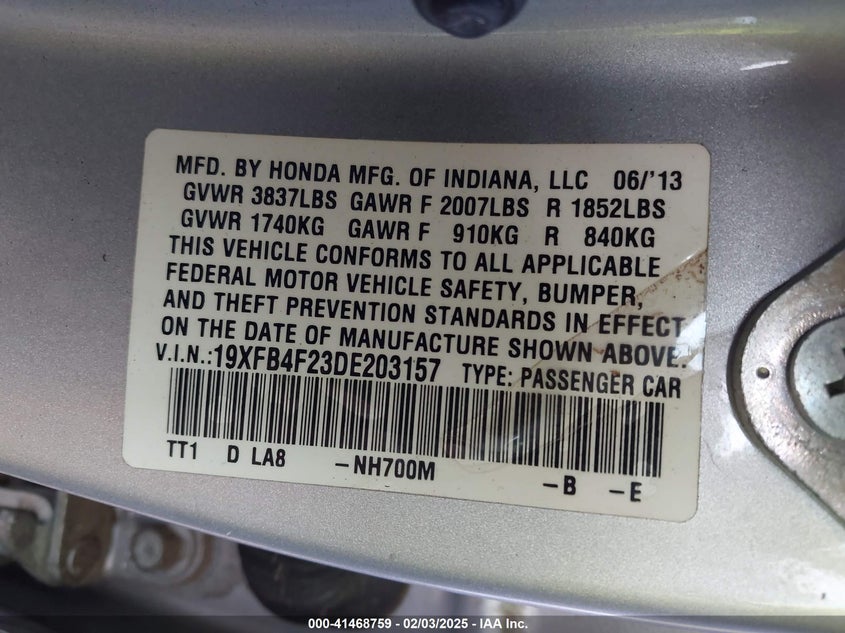 MFD. BY HONDA MFG. OF INDIANA, LLC 06/'13
GVWR 3837LBS GAWR F 2007LBS R 1852LBS
GVWR 1740KG GAWR F 910KG R 840KG
THIS VEHICLE CONFORMS TO ALL APPLICABLE
FEDERAL MOTOR VEHICLE SAFETY, BUMPER,
AND THEFT PREVENTION STANDARDS IN EFFECT
ON THE DATE OF MANUFACTURE SHOWN ABOVE.
V.I.N.:19XFB4F23DE203157 TYPE: PASSENGER CAR
TT1 D LA8 -NH700M -B -E
000-41468759 - 02/03/2025 - IAA Inc.